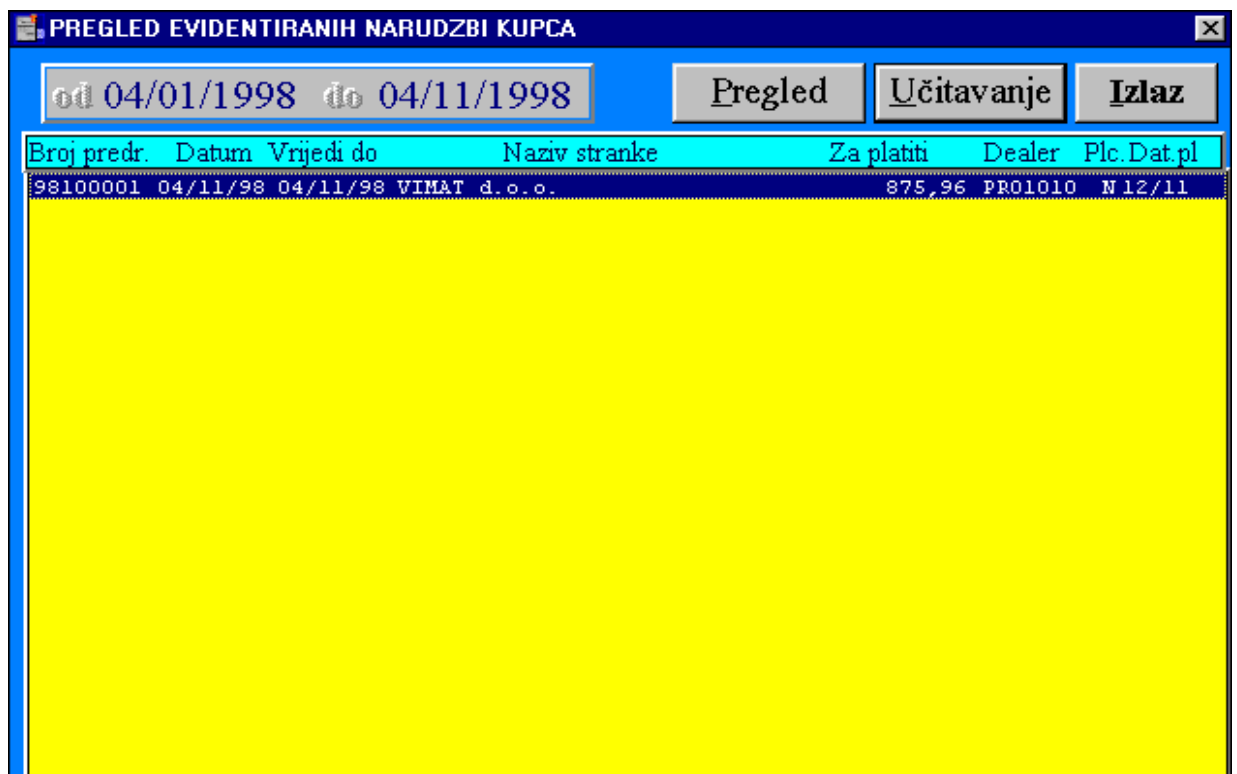 PREGLED EVIDENTIRANIH NARUDZBI KUPCA
od 04/01/1998 do 04/11/1998 Pregled Učitavanje Izlaz
Broj predr. Datum Vrijedi do Naziv stranke Za platiti Dealer Plc. Dat.pl
98100001 04/11/98 04/11/98 VIMAT d.o.o. 875,96 PR01010 N 12/11